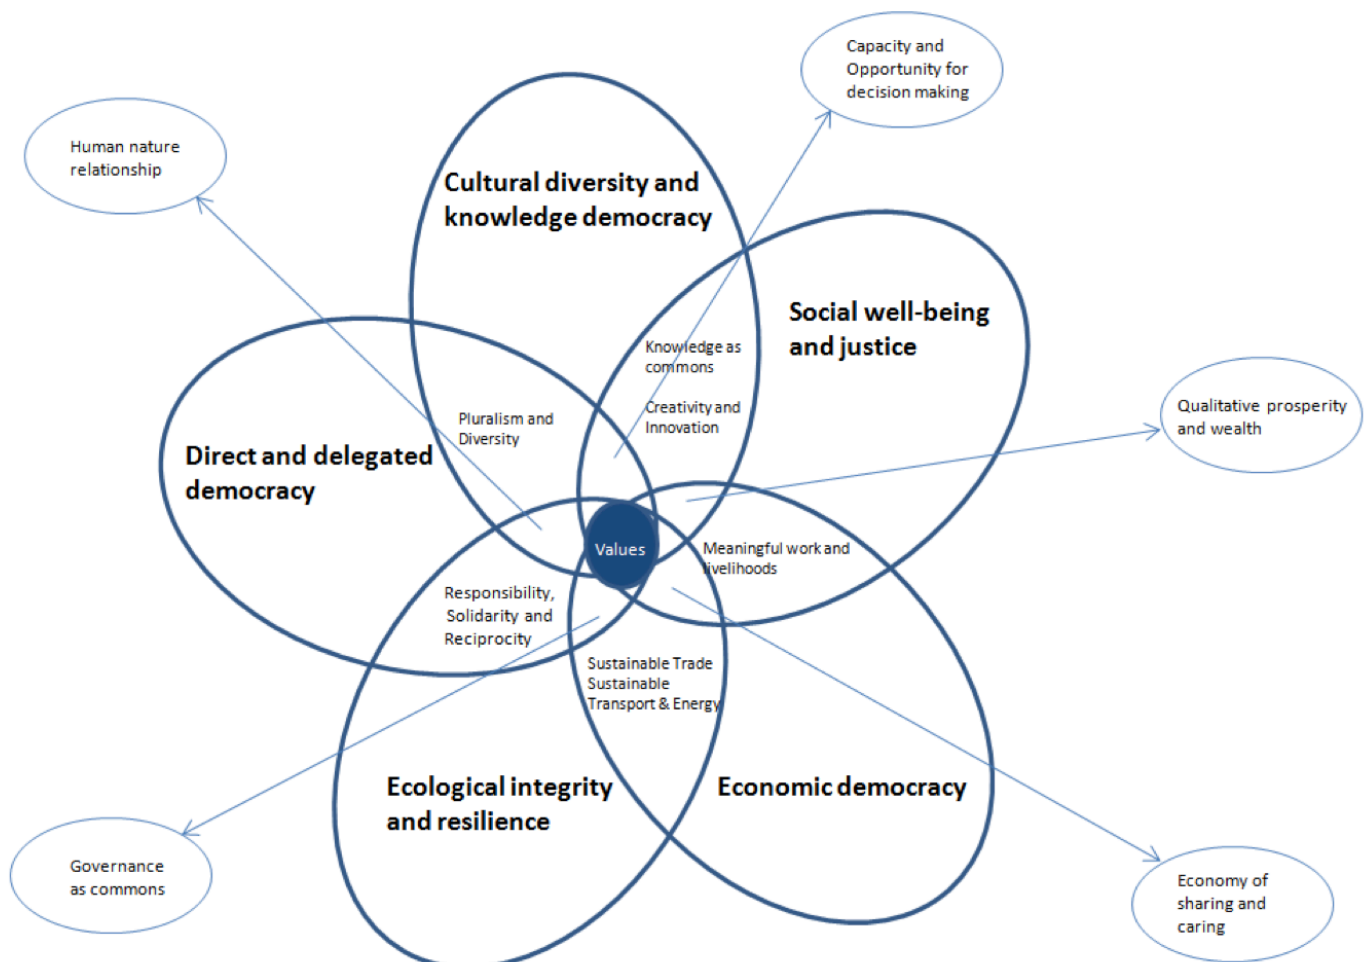 Capacity and
Opportunity for
decision making
Human nature
relationship
Cultural diversity and
knowledge democracy
Social well-being
and justice
Knowledge as
commons
Creativity and
Innovation
Qualitative prosperity
and wealth
Pluralism and
Diversity
Direct and delegated
democracy
Values
Meaningful work and
livelihoods
Responsibility,
Solidarity and
Reciprocity
Sustainable Trade
Sustainable
Transport & Energy
Ecological integrity
and resilience
Economic democracy
Governance
as commons
Economy of
sharing and
caring